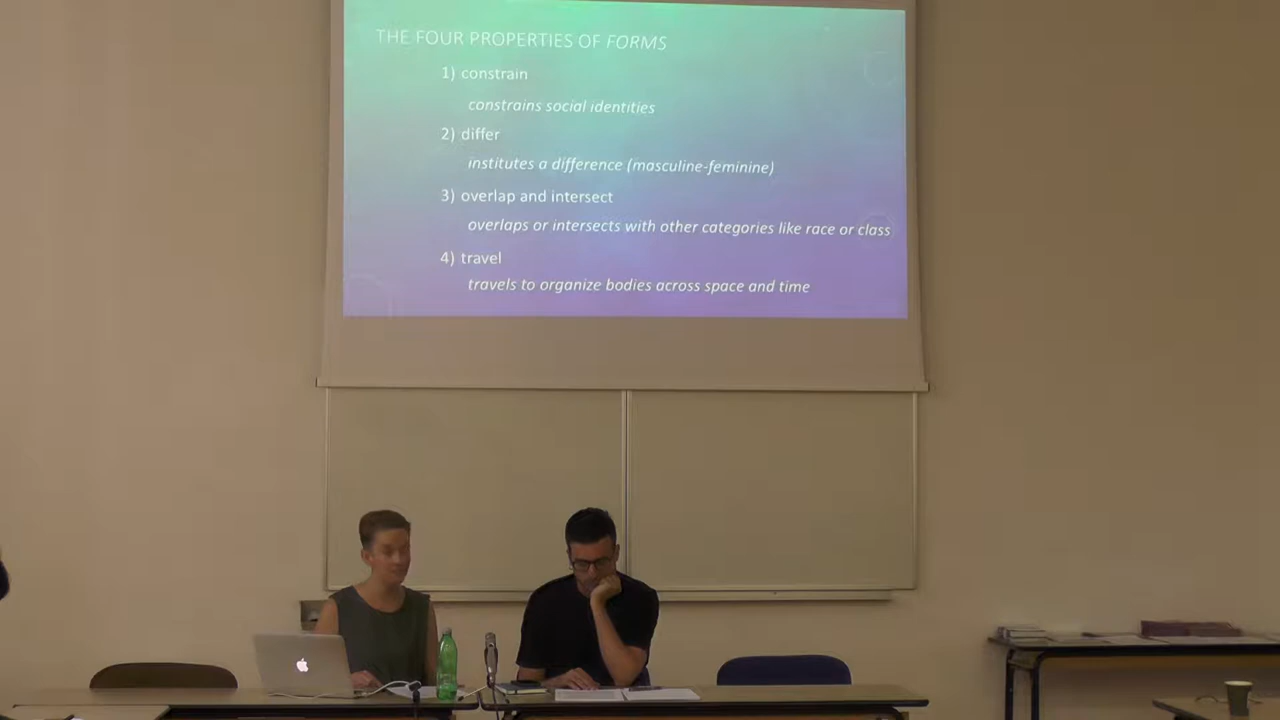 THE FOUR PROPERTIES OF FORMS
1) constrain
constrains social identities
2) differ
institutes a difference (masculine-feminine)
3) overlap and intersect
overlaps or intersects with other categories like race or class
4) travel
travels to organize bodies across space and time